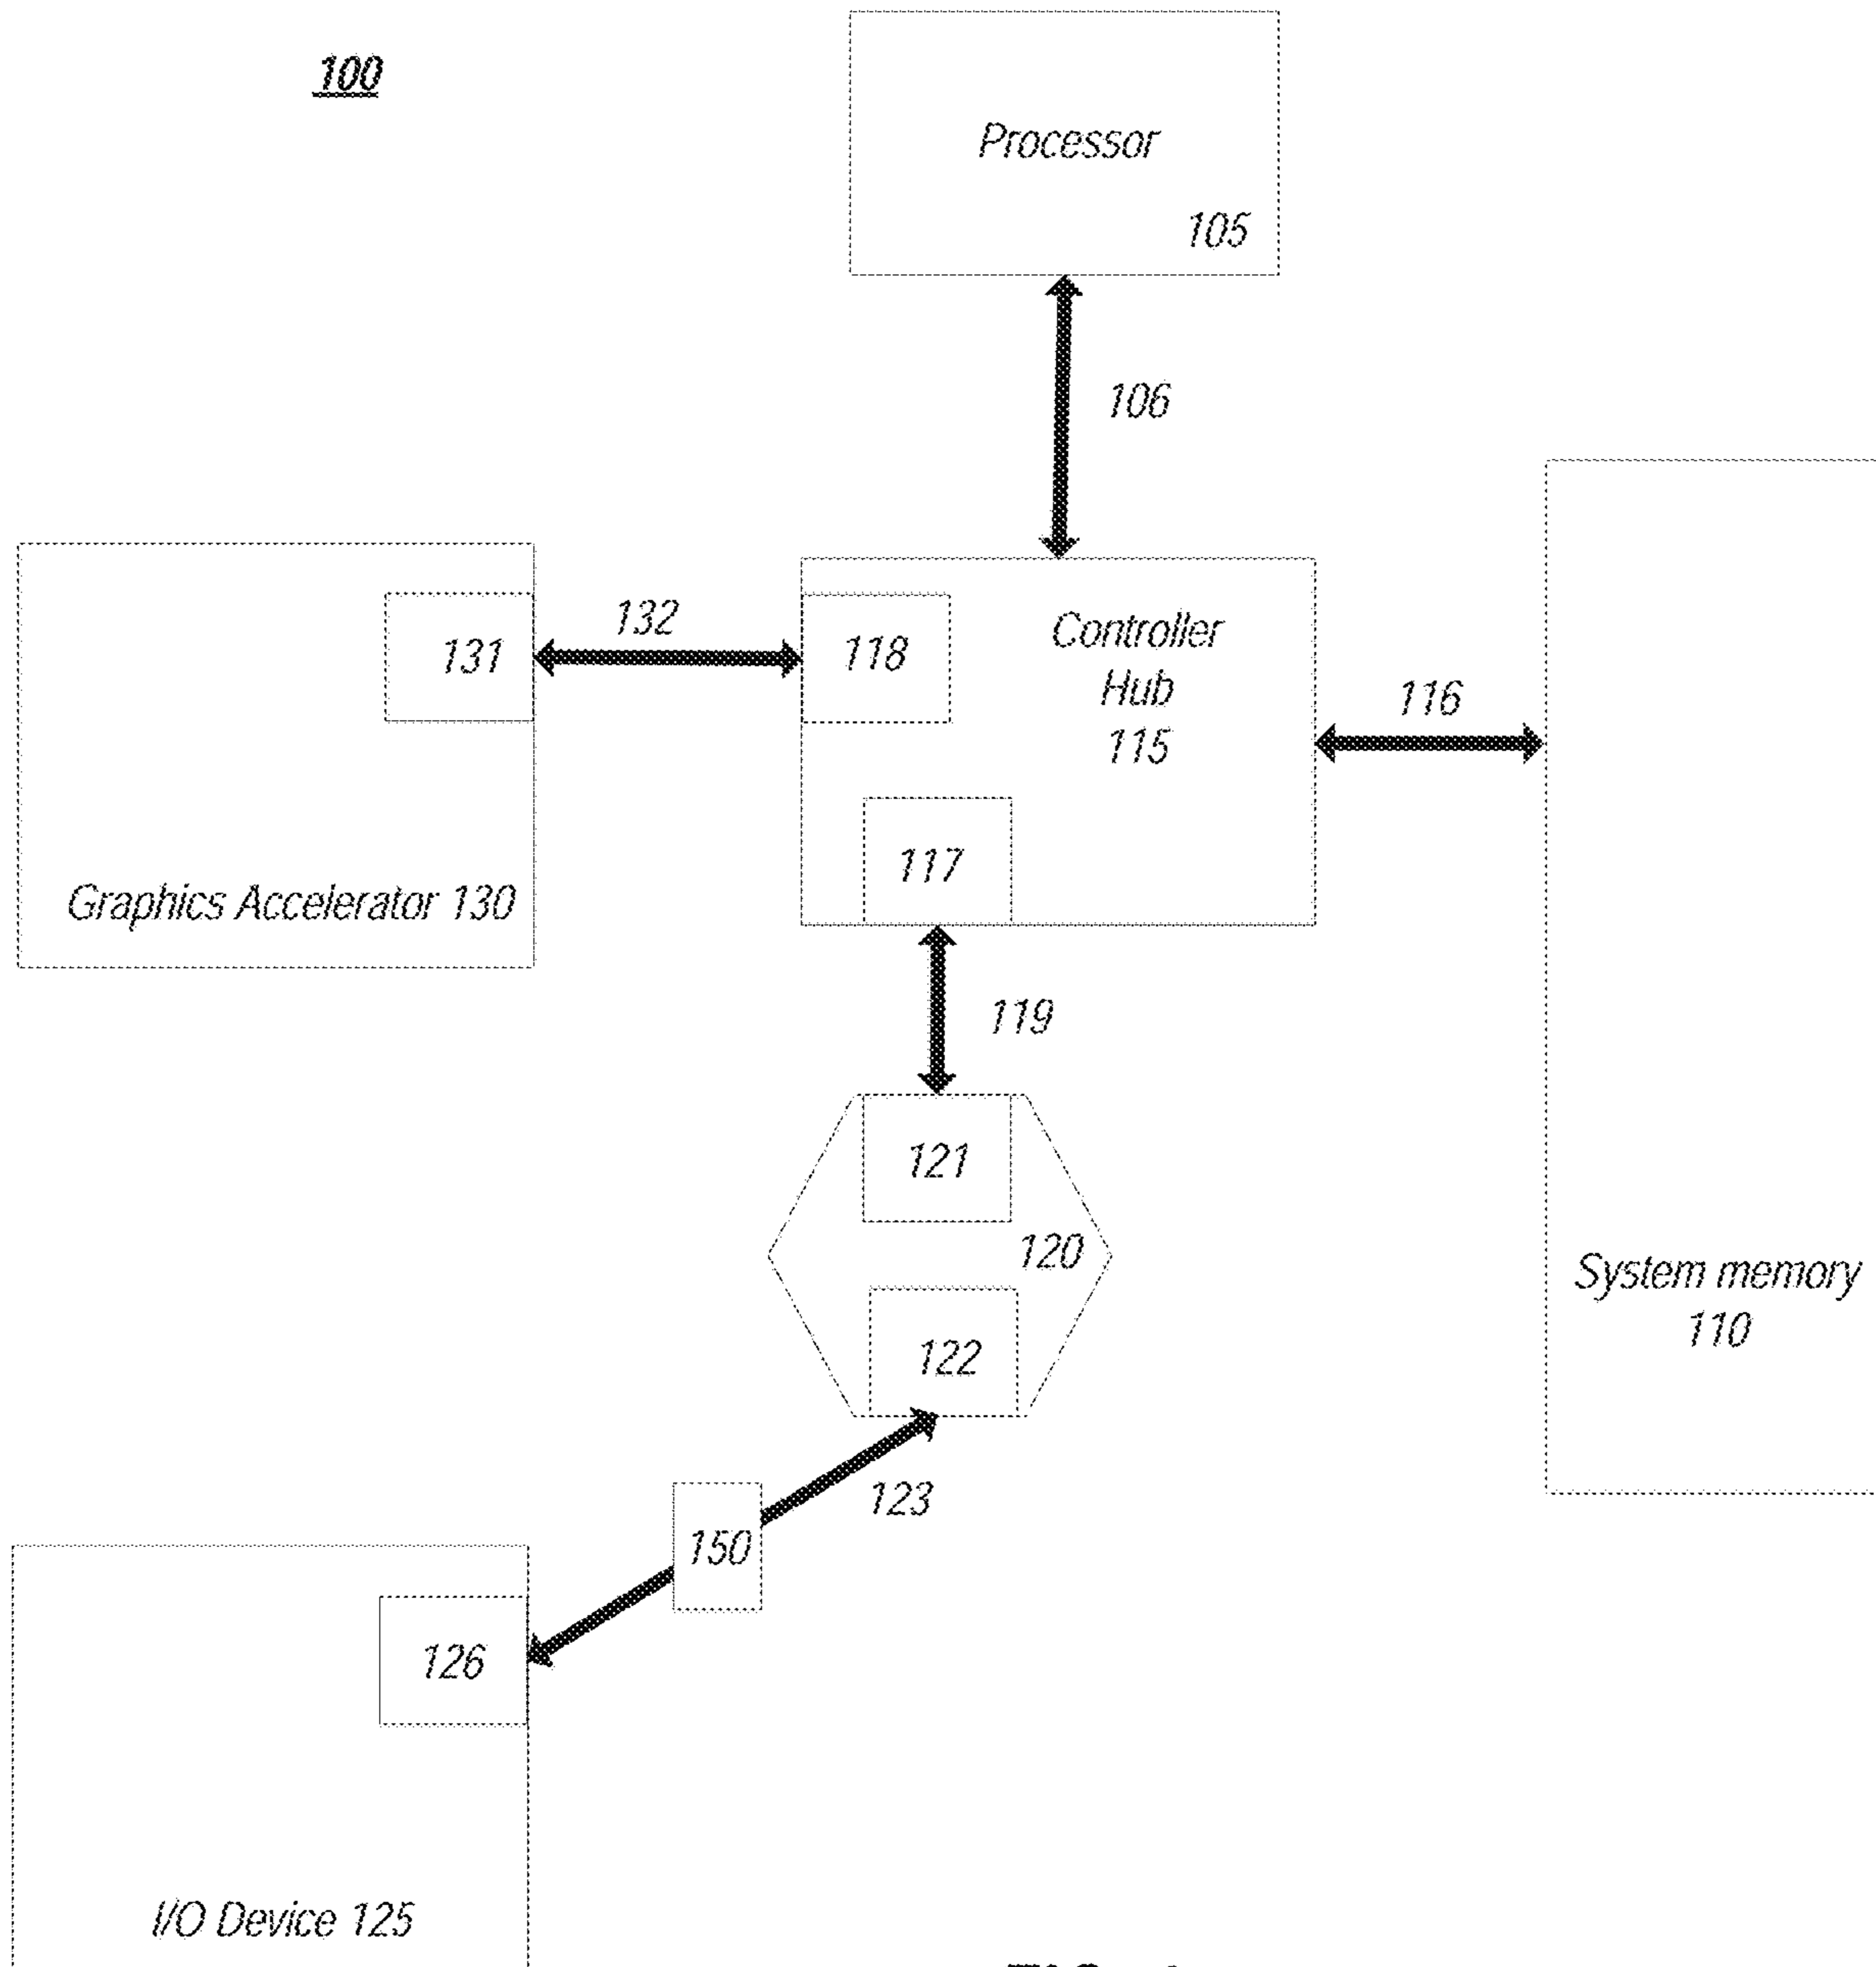 100
Processor
105
106
131
132
118
Controller
Hub
115
116
117
Graphics Accelerator 130
119
121
120
System memory
110
122
123
150
126
I/O Device 125